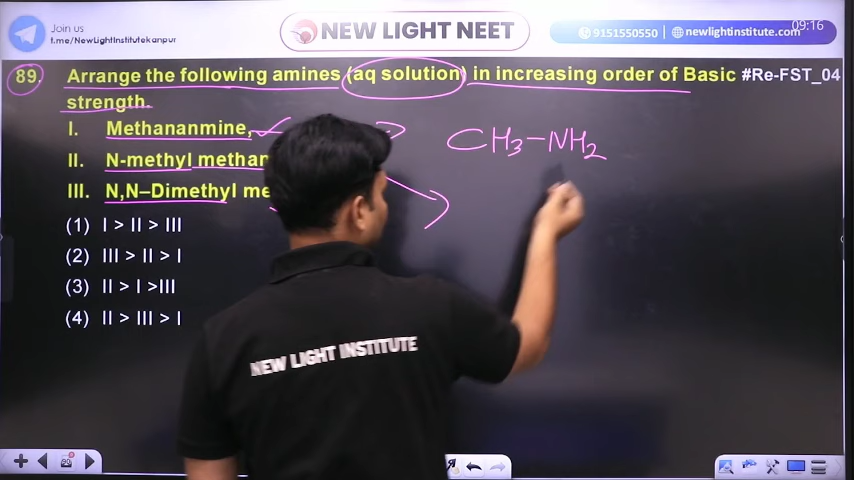 Join us
t.me/NewLightInstitutekanpur
NEW LIGHT NEET
9151550550
newlightinstitute.com
09:16
89. Arrange the following amines (aq solution) in increasing order of Basic #Re-FST_04
strength.
I. Methananmine,
CH3-NH2
II. N-methyl methan
III. N,N–Dimethyl me
(1) I > II > III
(2) III > II > I
(3) II > I >III
(4) II > III > I
NEW LIGHT INSTITUTE
89